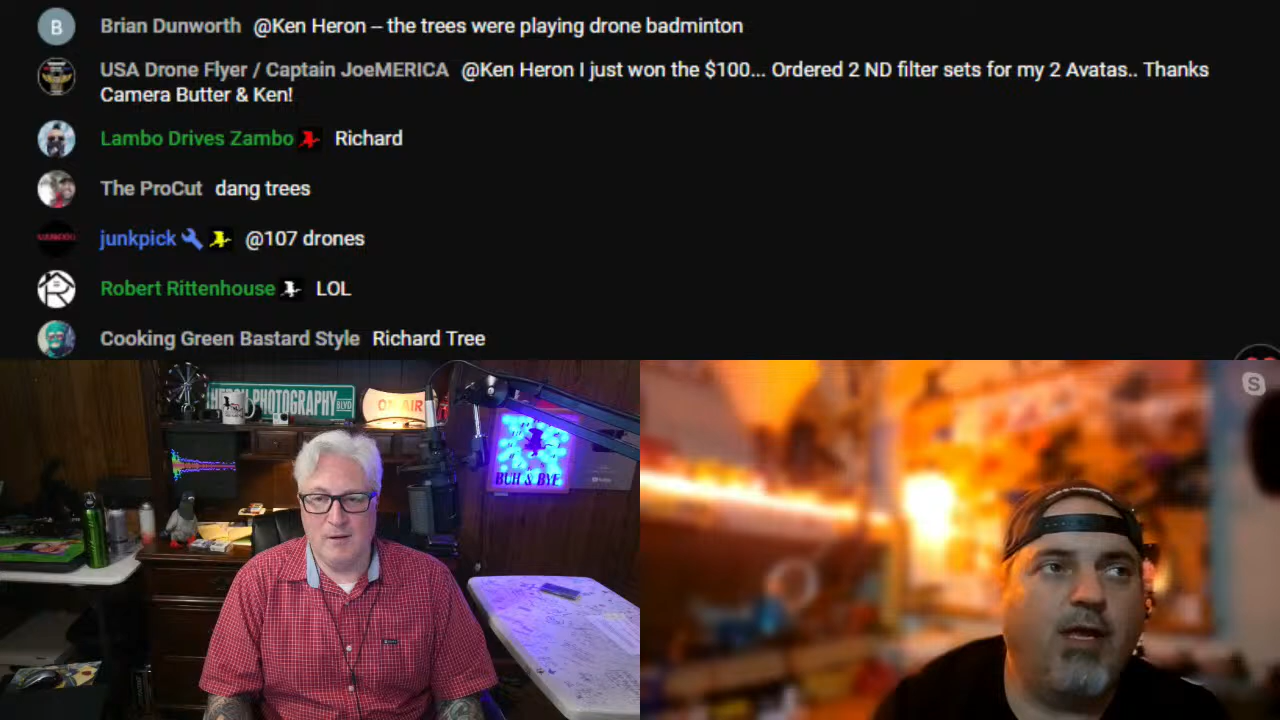 B
Brian Dunworth @Ken Heron – the trees were playing drone badminton
USA Drone Flyer / Captain JoeMERICA @Ken Heron I just won the $100... Ordered 2 ND filter sets for my 2 Avatas.. Thanks
Camera Butter & Ken!
Lambo Drives Zambo Richard
The ProCut dang trees
junkpick @107 drones
Robert Rittenhouse LOL
R
Cooking Green Bastard Style Richard Tree
S
HERON PHOTOGRAPHY BLVD
ON AIR
BUH & BYE